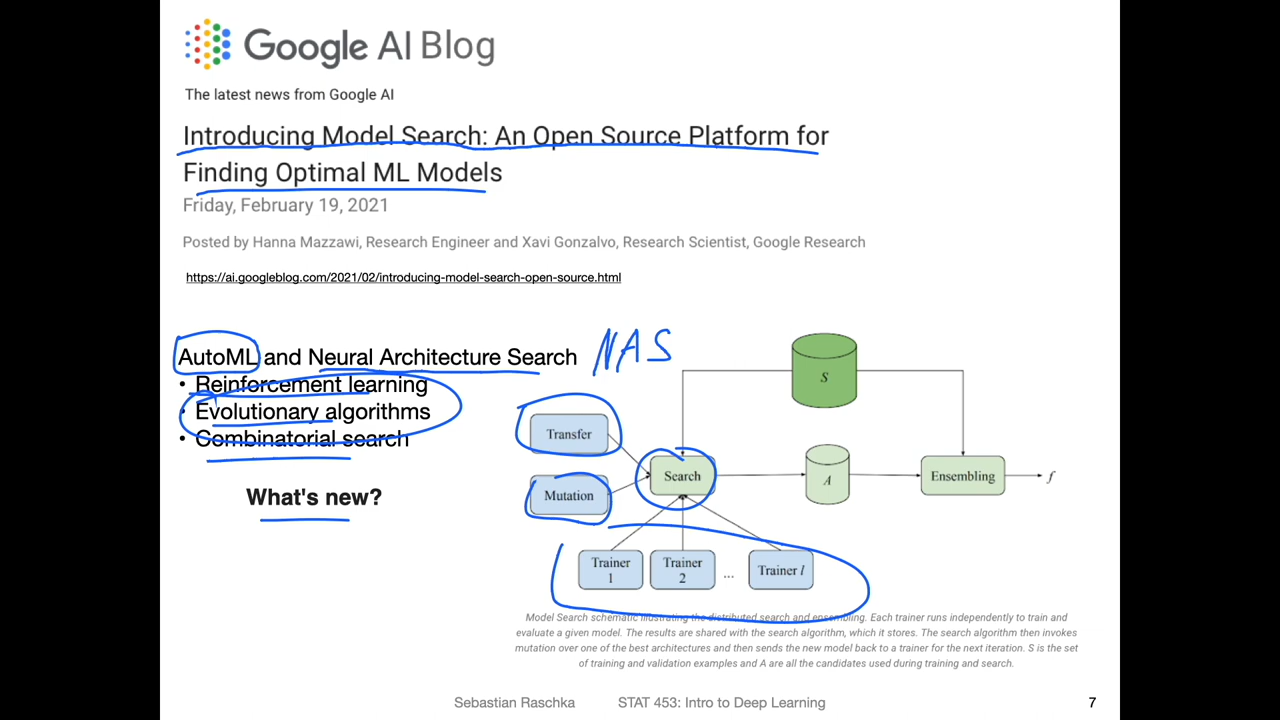 Google AI Blog
The latest news from Google AI
Introducing Model Search: An Open Source Platform for
Finding Optimal ML Models
Friday, February 19, 2021
Posted by Hanna Mazzawi, Research Engineer and Xavi Gonzalvo, Research Scientist, Google Research
https://ai.googleblog.com/2021/02/introducing-model-search-open-source.html
AutoML and Neural Architecture Search
NAS
• Reinforcement learning
• Evolutionary algorithms
• Combinatorial search
What's new?
S
Transfer
Search
A
Ensembling
f
Mutation
Trainer
1
Trainer
2
...
Trainer l
Model Search schematic illustrating the distributed search and ensembling. Each trainer runs independently to train and
evaluate a given model. The results are shared with the search algorithm, which it stores. The search algorithm then invokes
mutation over one of the best architectures and then sends the new model back to a trainer for the next iteration. S is the set
of training and validation examples and A are all the candidates used during training and search.
Sebastian Raschka STAT 453: Intro to Deep Learning 7